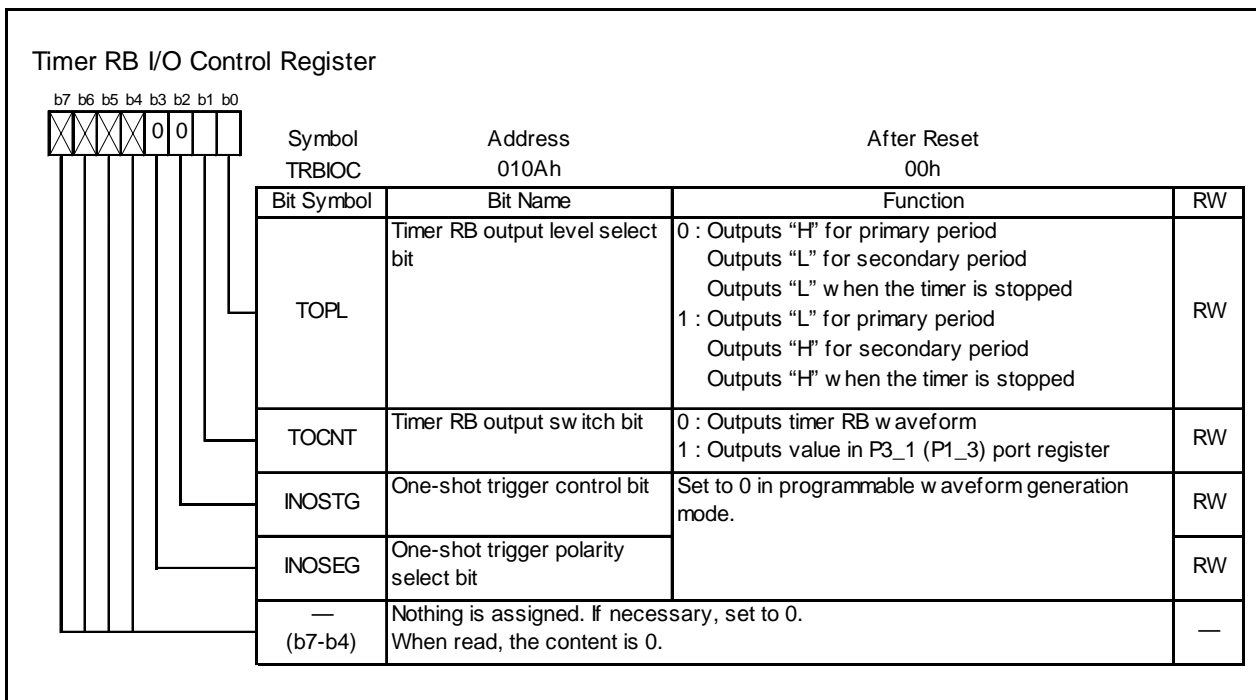 Timer RB I/O Control Register
b7 b6 b5 b4 b3 b2 b1 b0
0 0
Symbol Address After Reset
TRBIOC 010Ah 00h
Bit Symbol Bit Name Function RW
TOPL Timer RB output level select bit RW
0 : Outputs “H” for primary period
Outputs “L” for secondary period
Outputs “L” when the timer is stopped
1 : Outputs “L” for primary period
Outputs “H” for secondary period
Outputs “H” when the timer is stopped
TOCNT Timer RB output switch bit RW
0 : Outputs timer RB waveform
1 : Outputs value in P3_1 (P1_3) port register
INOSTG One-shot trigger control bit RW
Set to 0 in programmable waveform generation
mode.
INOSEG One-shot trigger polarity
select bit RW
— (b7-b4)
Nothing is assigned. If necessary, set to 0.
When read, the content is 0.
—